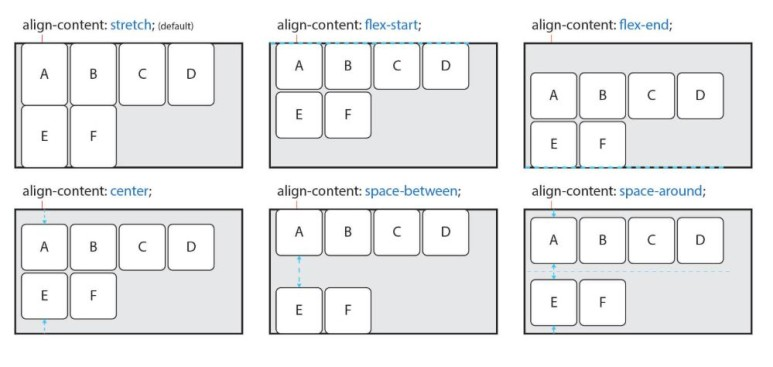 align-content: stretch; (default)
A B C D
E F
align-content: flex-start;
A B C D
E F
align-content: flex-end;
A B C D
E F
align-content: center;
A B C D
E F
align-content: space-between;
A B C D
E F
align-content: space-around;
A B C D
E F